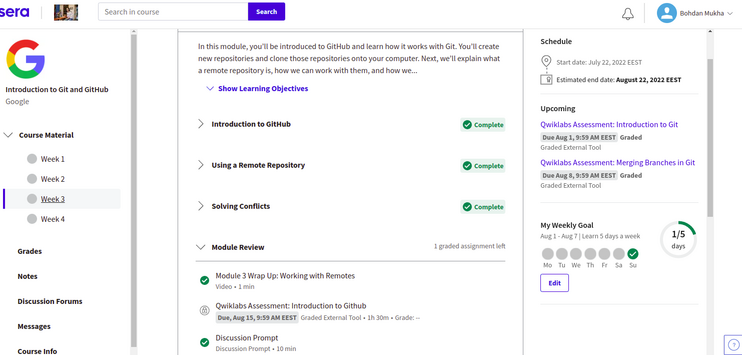 sera
Search in course
Search
Bohdan Mukha
Introduction to Git and GitHub
Google
Course Material
Week 1
Week 2
Week 3
Week 4
Grades
Notes
Discussion Forums
Messages
Course Info
In this module, you'll be introduced to GitHub and learn how it works with Git. You'll create
new repositories and clone those repositories onto your computer. Next, we'll explain what
a remote repository is, how we can work with them, and how we...
Show Learning Objectives
Introduction to GitHub
Complete
Using a Remote Repository
Complete
Solving Conflicts
Complete
Module Review
1 graded assignment left
Module 3 Wrap Up: Working with Remotes
Video • 1 min
Qwiklabs Assessment: Introduction to Github
Due, Aug 15, 9:59 AM EEST Graded External Tool • 1h 30m • Grade: --
Discussion Prompt
Discussion Prompt • 10 min
Schedule
Start date: July 22, 2022 EEST
Estimated end date: August 22, 2022 EEST
Upcoming
Qwiklabs Assessment: Introduction to Git
Due Aug 1, 9:59 AM EEST Graded
Graded External Tool
Qwiklabs Assessment: Merging Branches in Git
Due Aug 8, 9:59 AM EEST Graded
Graded External Tool
My Weekly Goal
Aug 1 - Aug 7 | Learn 5 days a week
1/5
days
Mo Tu We Th Fr Sa Su
Edit